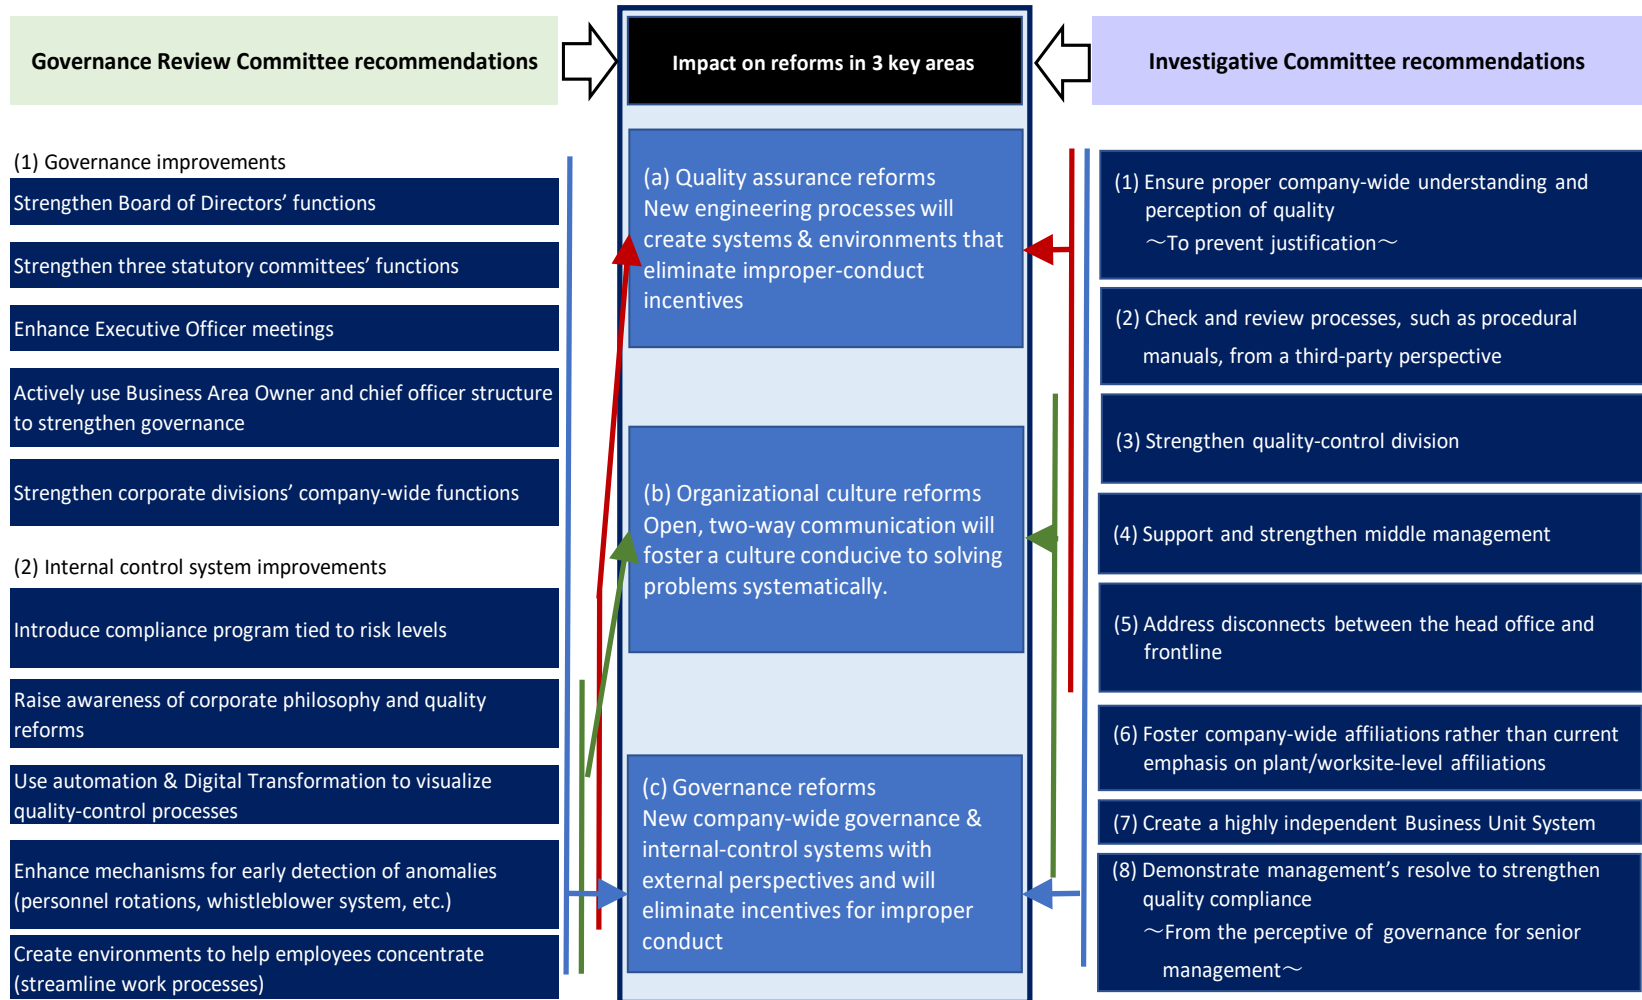 Governance Review Committee recommendations
Impact on reforms in 3 key areas
Investigative Committee recommendations
(1) Governance improvements
Strengthen Board of Directors’ functions
Strengthen three statutory committees’ functions
Enhance Executive Officer meetings
Actively use Business Area Owner and chief officer structure
to strengthen governance
Strengthen corporate divisions’ company-wide functions
(2) Internal control system improvements
Introduce compliance program tied to risk levels
Raise awareness of corporate philosophy and quality
reforms
Use automation & Digital Transformation to visualize
quality-control processes
Enhance mechanisms for early detection of anomalies
(personnel rotations, whistleblower system, etc.)
Create environments to help employees concentrate
(streamline work processes)
(a) Quality assurance reforms
New engineering processes will
create systems & environments that
eliminate improper-conduct
incentives
(b) Organizational culture reforms
Open, two-way communication will
foster a culture conducive to solving
problems systematically.
(c) Governance reforms
New company-wide governance &
internal-control systems with
external perspectives and will
eliminate incentives for improper
conduct
(1) Ensure proper company-wide understanding and
perception of quality
～To prevent justification～
(2) Check and review processes, such as procedural
manuals, from a third-party perspective
(3) Strengthen quality-control division
(4) Support and strengthen middle management
(5) Address disconnects between the head office and
frontline
(6) Foster company-wide affiliations rather than current
emphasis on plant/worksite-level affiliations
(7) Create a highly independent Business Unit System
(8) Demonstrate management’s resolve to strengthen
quality compliance
～From the perceptive of governance for senior
management～